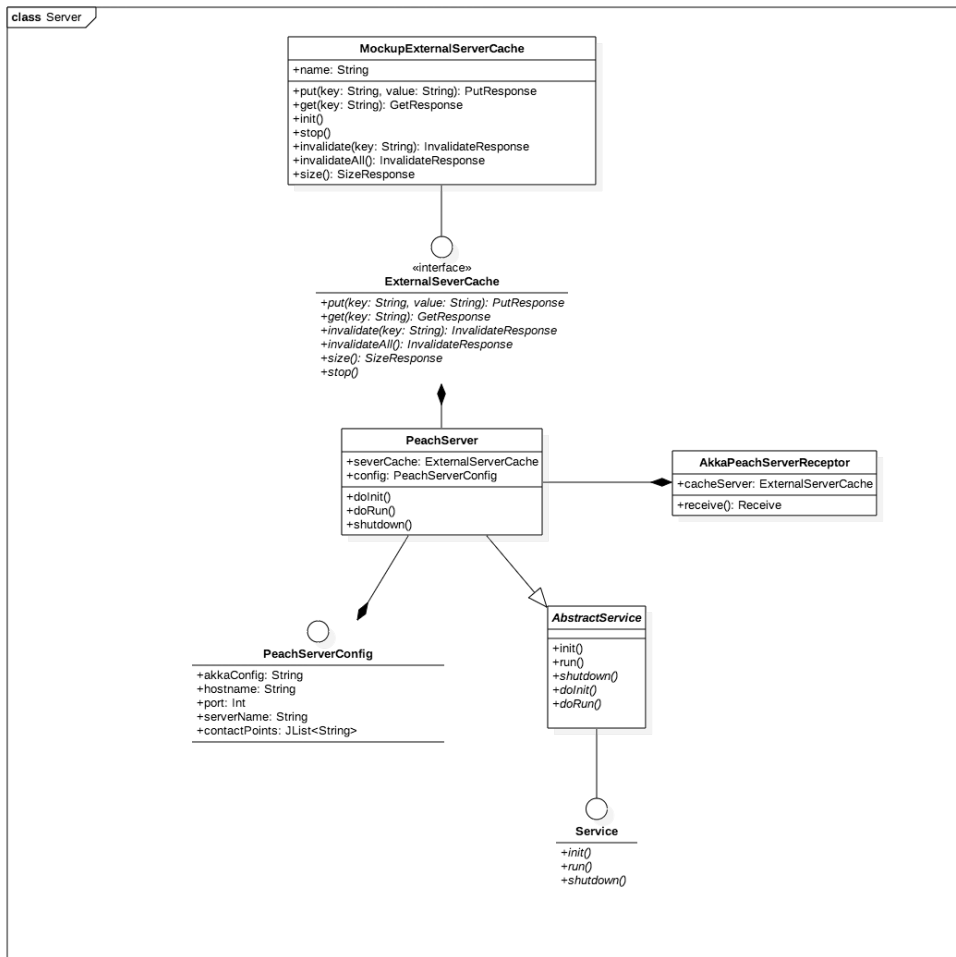 class Server
MockupExternalServerCache
+name: String
+put(key: String, value: String): PutResponse
+get(key: String): GetResponse
+init()
+stop()
+invalidate(key: String): InvalidateResponse
+invalidateAll(): InvalidateResponse
+size(): SizeResponse
«interface»
ExternalSeverCache
+put(key: String, value: String): PutResponse
+get(key: String): GetResponse
+invalidate(key: String): InvalidateResponse
+invalidateAll(): InvalidateResponse
+size(): SizeResponse
+stop()
PeachServer
+severCache: ExternalServerCache
+config: PeachServerConfig
+doInit()
+doRun()
+shutdown()
AkkaPeachServerReceptor
+cacheServer: ExternalServerCache
+receive(): Receive
PeachServerConfig
+akkaConfig: String
+hostname: String
+port: Int
+serverName: String
+contactPoints: JList<String>
AbstractService
+init()
+run()
+shutdown()
+doInit()
+doRun()
Service
+init()
+run()
+shutdown()